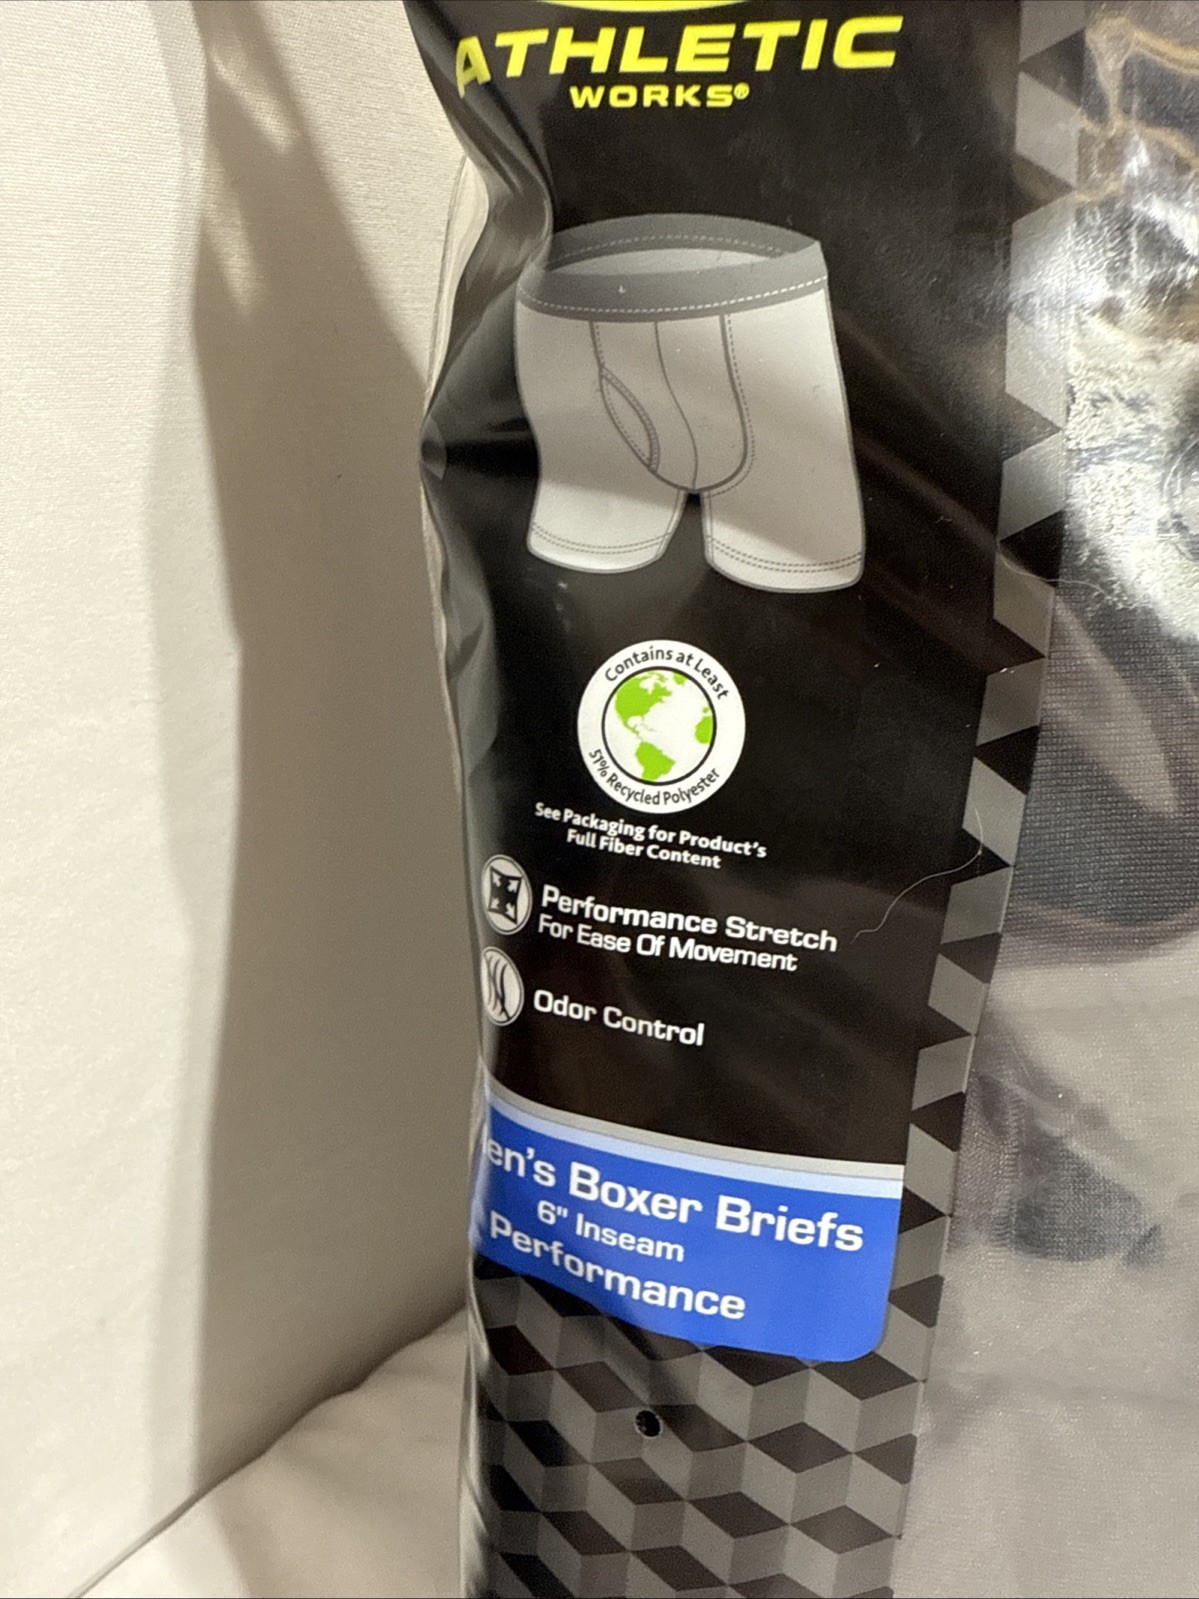 ATHLETIC
WORKS®
Contains at Least
51% Recycled Polyester
See Packaging for Product's
Full Fiber Content
Performance Stretch
For Ease Of Movement
Odor Control
en's Boxer Briefs
6" Inseam
Performance